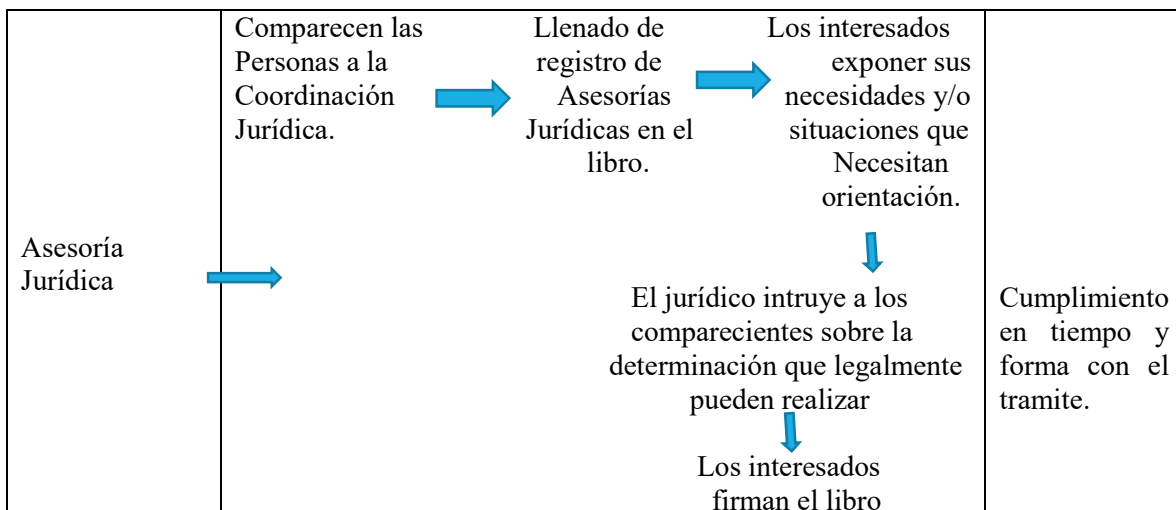 Asesoría
Jurídica
Comparecen las
Personas a la
Coordinación
Jurídica.
Llenado de
registro de
Asesorías
Jurídicas en el
libro.
Los interesados
exponer sus
necesidades y/o
situaciones que
Necesitan
orientación.
El jurídico intruye a los
comparecientes sobre la
determinación que legalmente
pueden realizar
Los interesados
firman el libro
Cumplimiento
en tiempo y
forma con el
tramite.